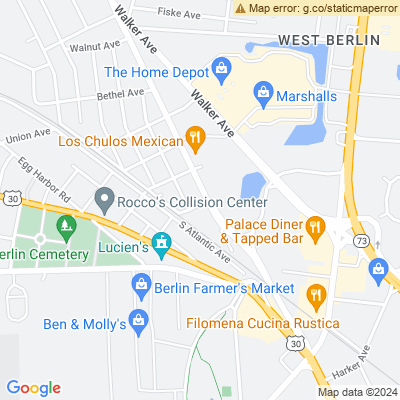 Map error: g.co/staticmaperror
Fiske Ave
Walker Ave
Walnut Ave
WEST BERLIN
The Home Depot
Bethel Ave
Marshalls
Walker Ave
Union Ave
Los Chulos Mexican
Egg Harbor Rd
30
Rocco's Collision Center
S Atlantic Ave
Palace Diner
& Tapped Bar
73
Berlin Cemetery
Lucien's
Berlin Farmer's Market
Ben & Molly's
Filomena Cucina Rustica
30
Harker Ave
Google
Map data ©2024